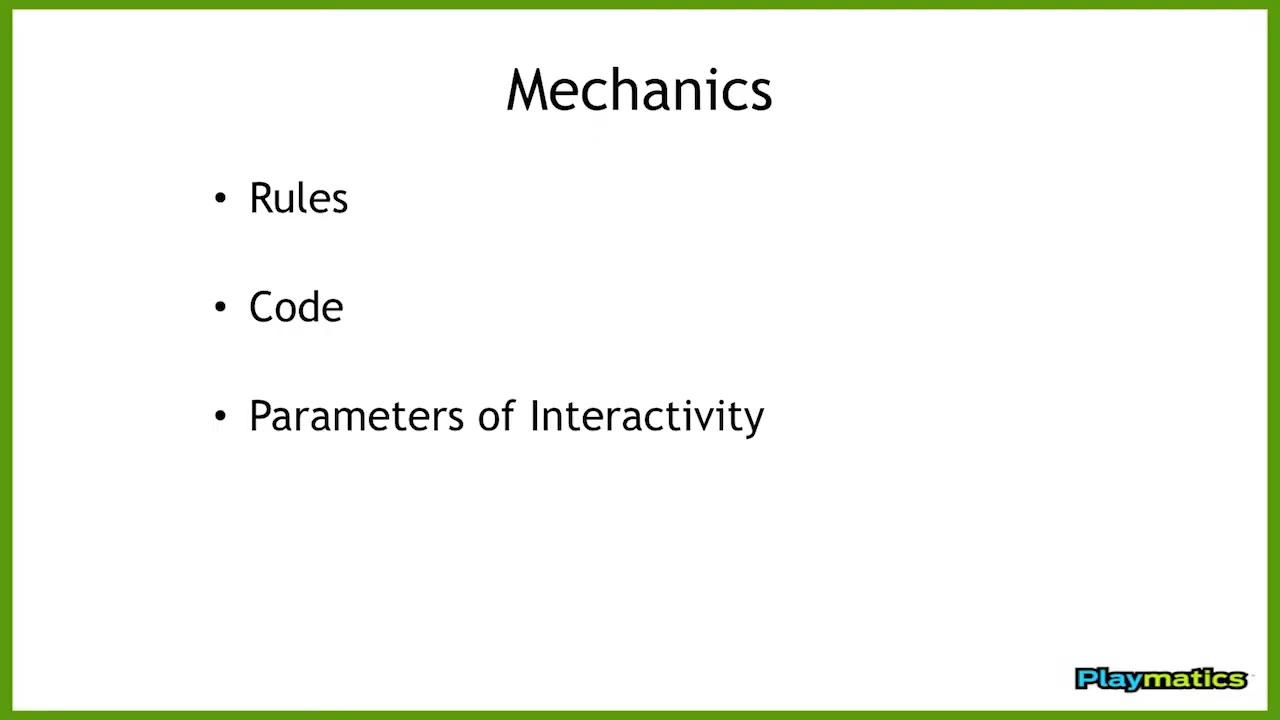 Mechanics
• Rules
• Code
• Parameters of Interactivity
Playmatics